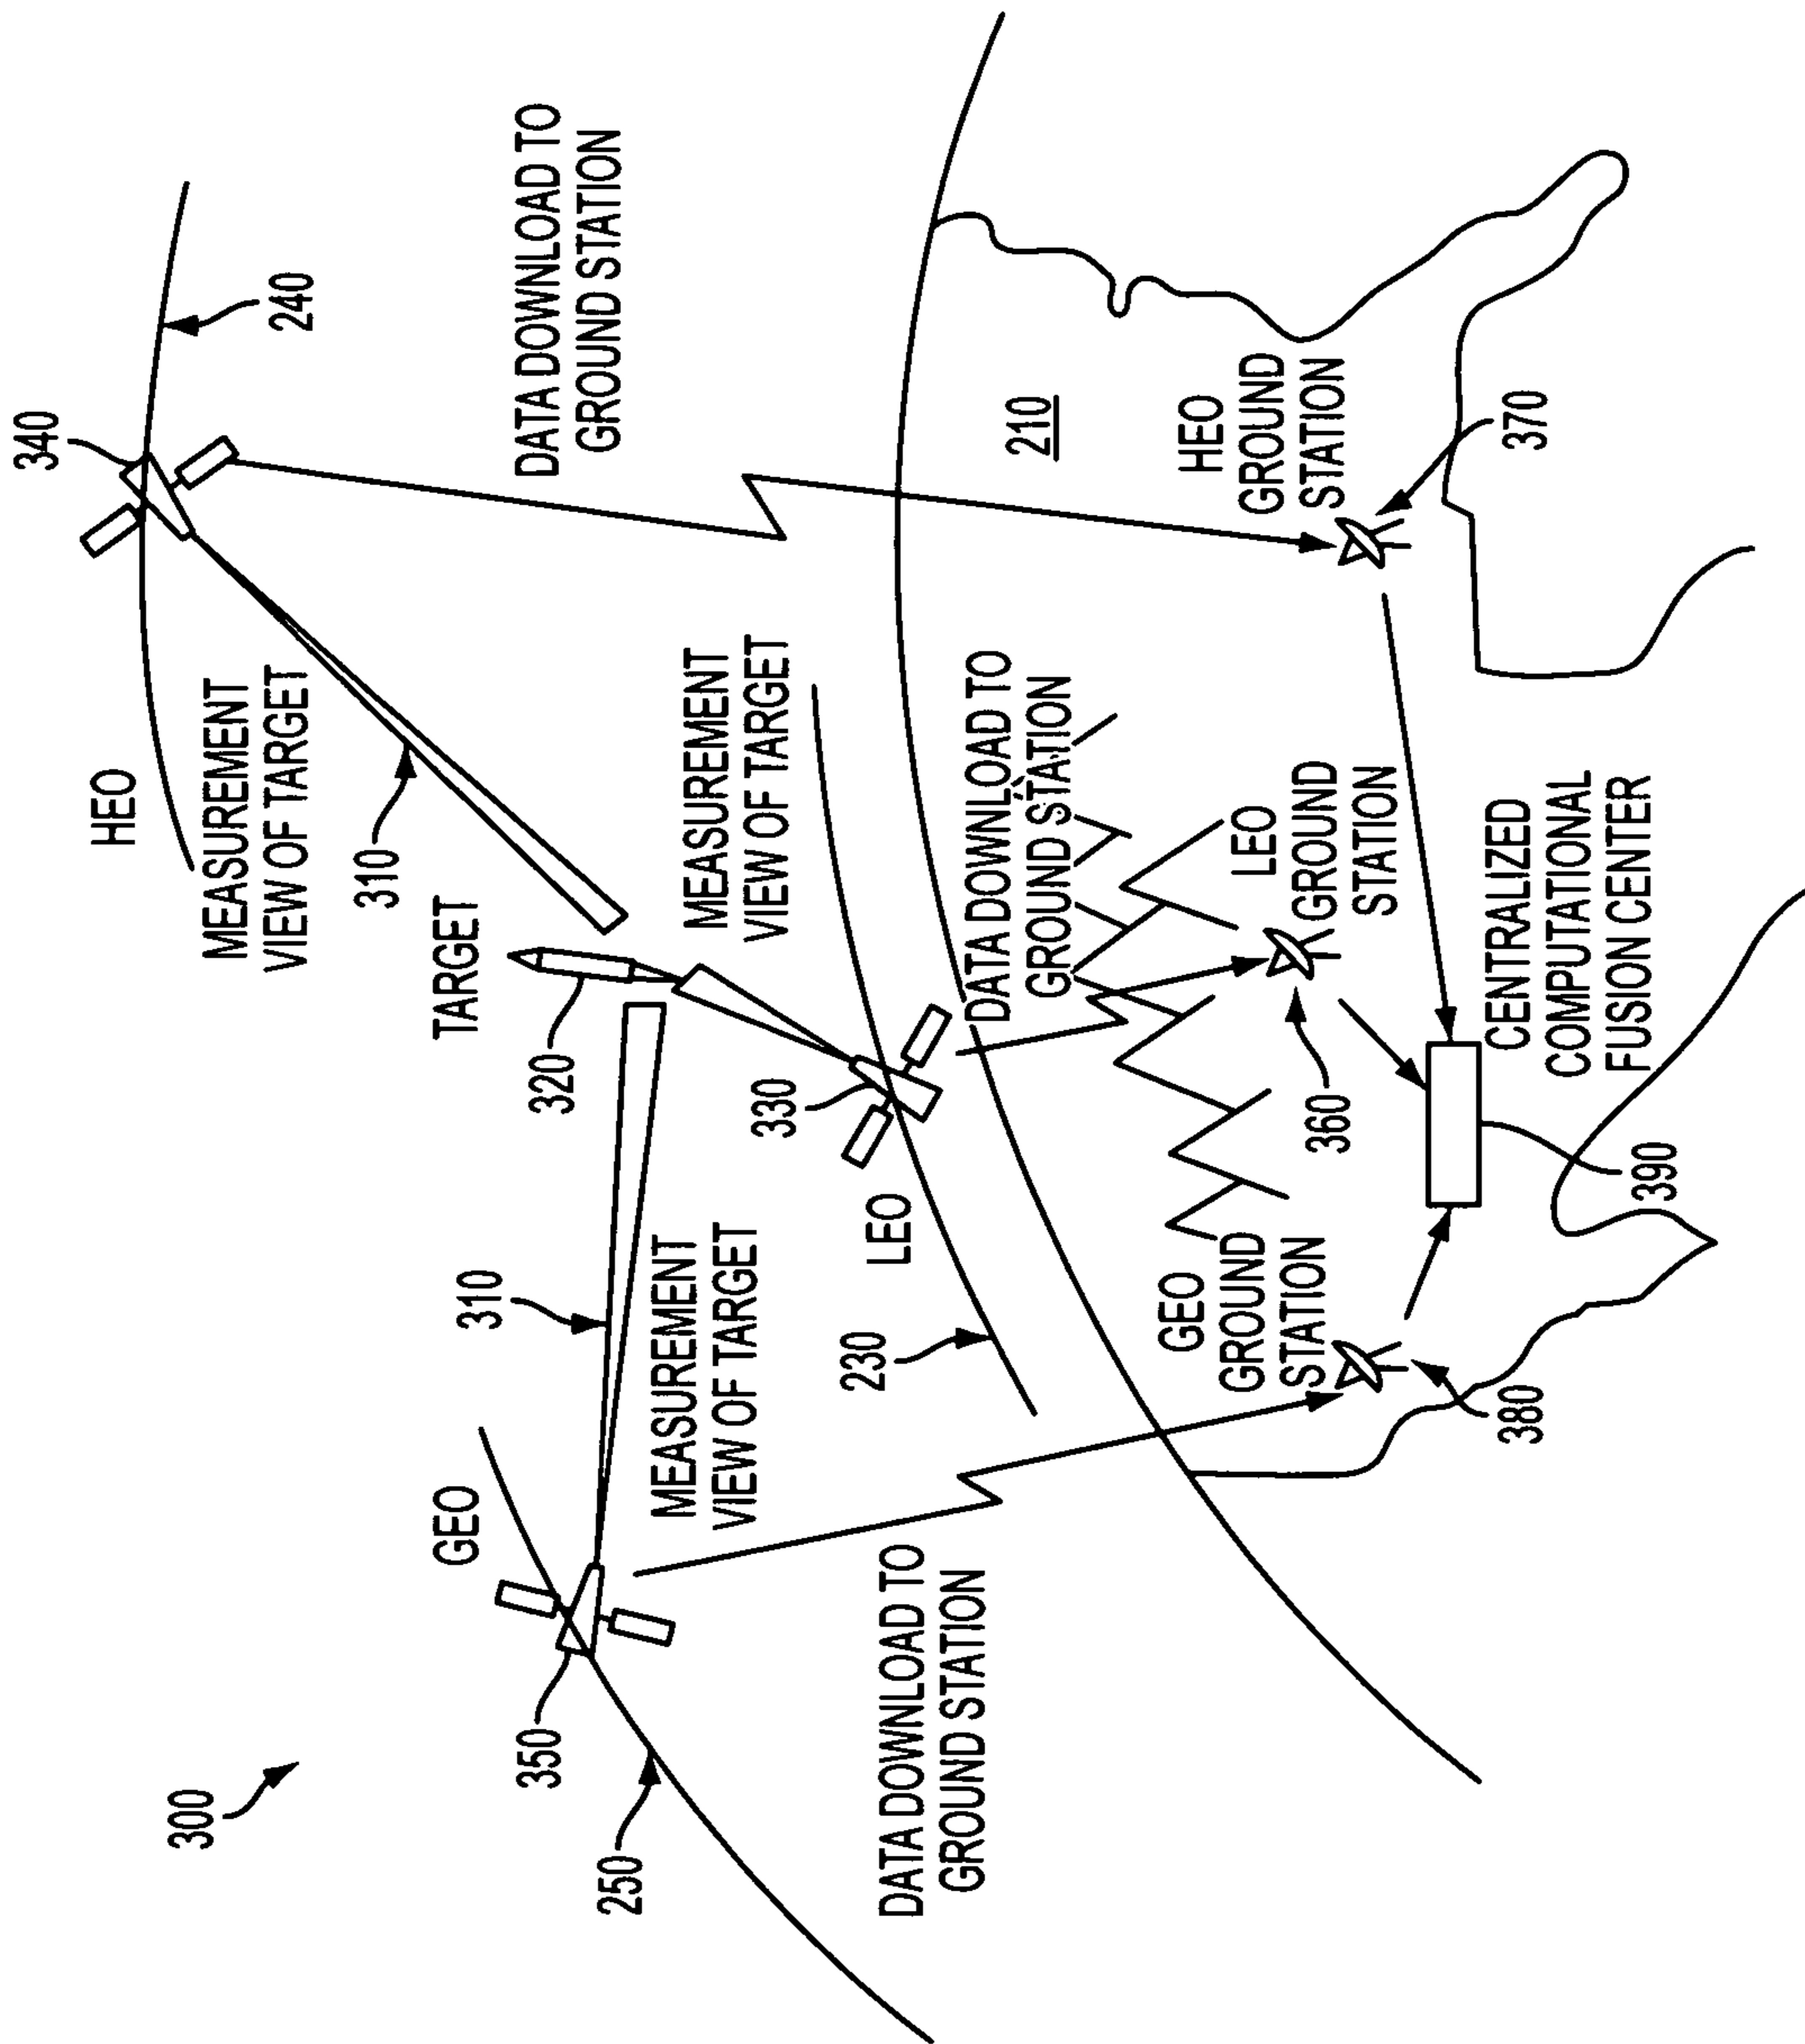 300
GEO
350
250
310
MEASUREMENT
VIEW OF TARGET
DATA DOWNLOAD TO
GROUND STATION
TARGET
320
HEO
MEASUREMENT
VIEW OF TARGET
310
340
240
DATA DOWNLOAD TO
GROUND STATION
MEASUREMENT
VIEW OF TARGET
330
LEO
230
DATA DOWNLOAD TO
GROUND STATION
210
HEO
GROUND
STATION
370
LEO
GROUND
STATION
360
GEO
GROUND
STATION
380
CENTRALIZED
COMPUTATIONAL
FUSION CENTER
390